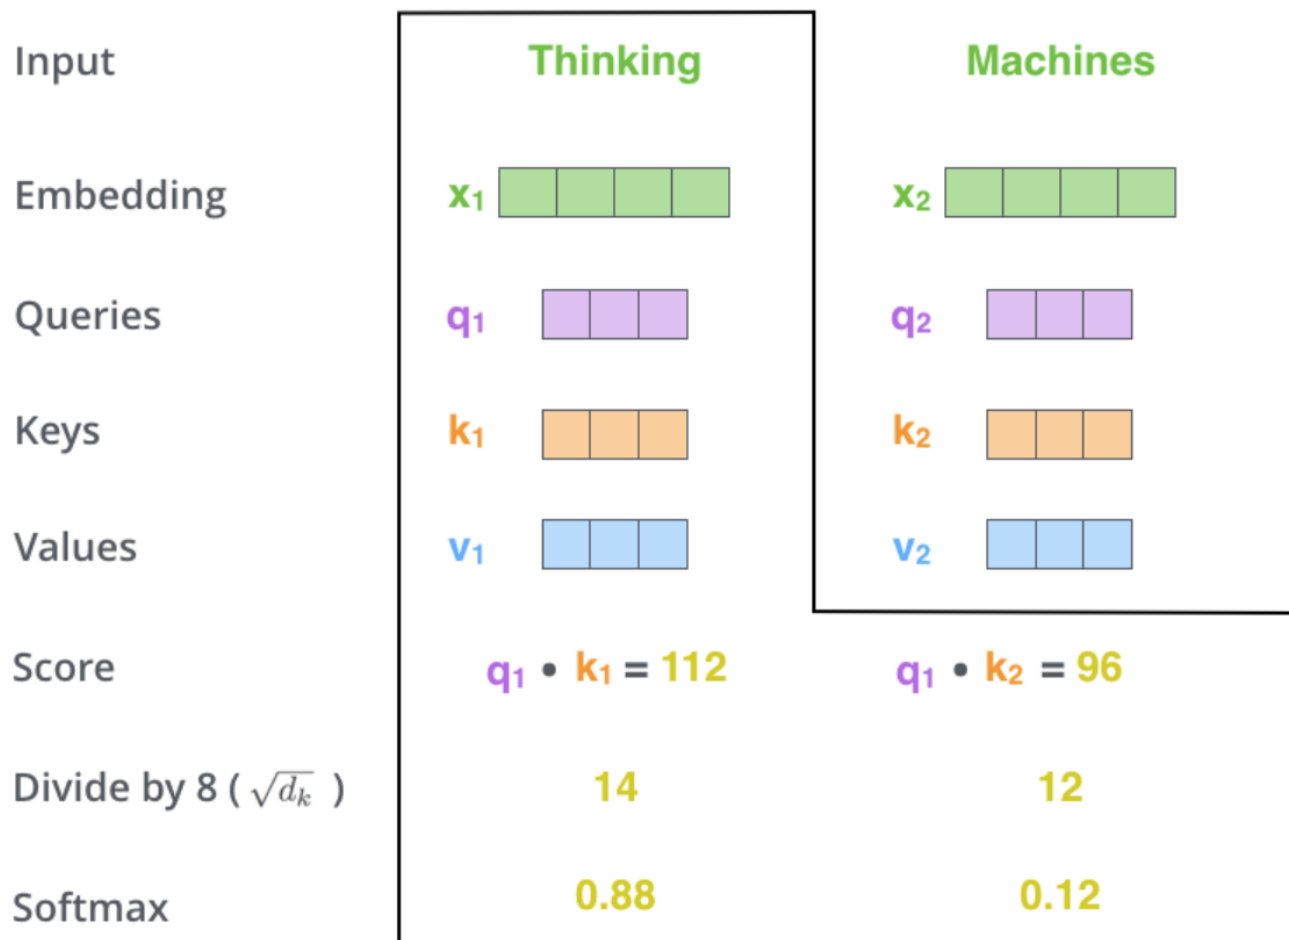 Input Thinking Machines
Embedding x₁ x₂
Queries q₁ q₂
Keys k₁ k₂
Values v₁ v₂
Score q₁ • k₁ = 112 q₁ • k₂ = 96
Divide by 8 ( √dₖ ) 14 12
Softmax 0.88 0.12